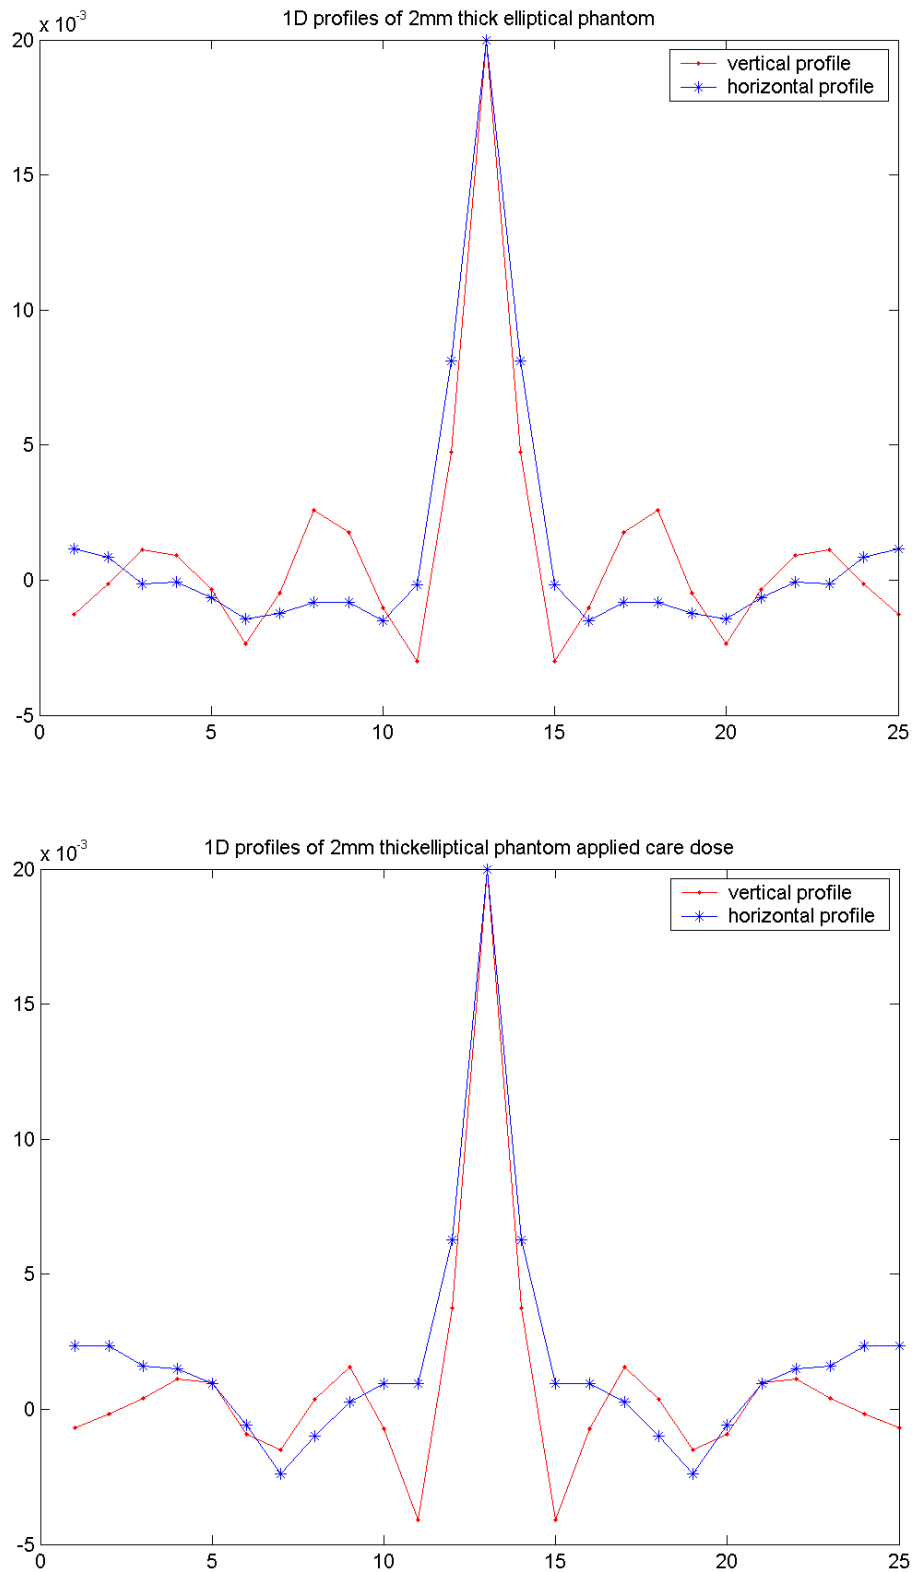 1D profiles of 2mm thick elliptical phantom
x 10-3
vertical profile
horizontal profile
20
15
10
5
0
-5
0 5 10 15 20 25
1D profiles of 2mm thickelliptical phantom applied care dose
x 10-3
vertical profile
horizontal profile
20
15
10
5
0
-5
0 5 10 15 20 25